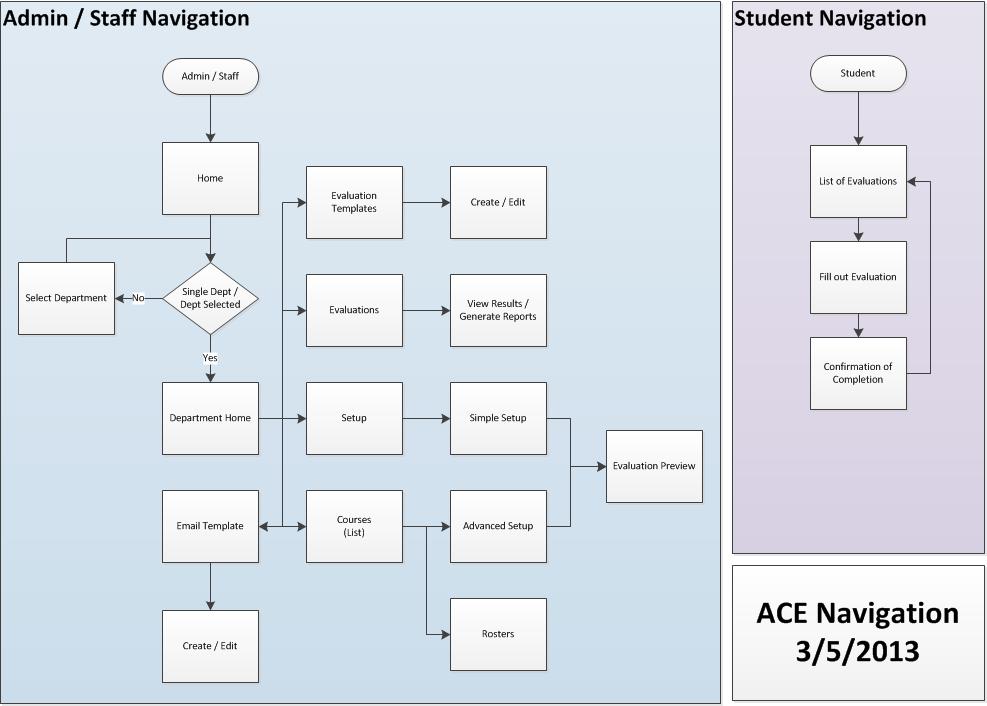 Admin / Staff Navigation
Admin / Staff
Home
Select Department
No
Single Dept /
Dept Selected
Yes
Department Home
Email Template
Create / Edit
Evaluation
Templates
Create / Edit
Evaluations
View Results /
Generate Reports
Setup
Simple Setup
Courses
(List)
Advanced Setup
Evaluation Preview
Rosters
Student Navigation
Student
List of Evaluations
Fill out Evaluation
Confirmation of
Completion
ACE Navigation
3/5/2013